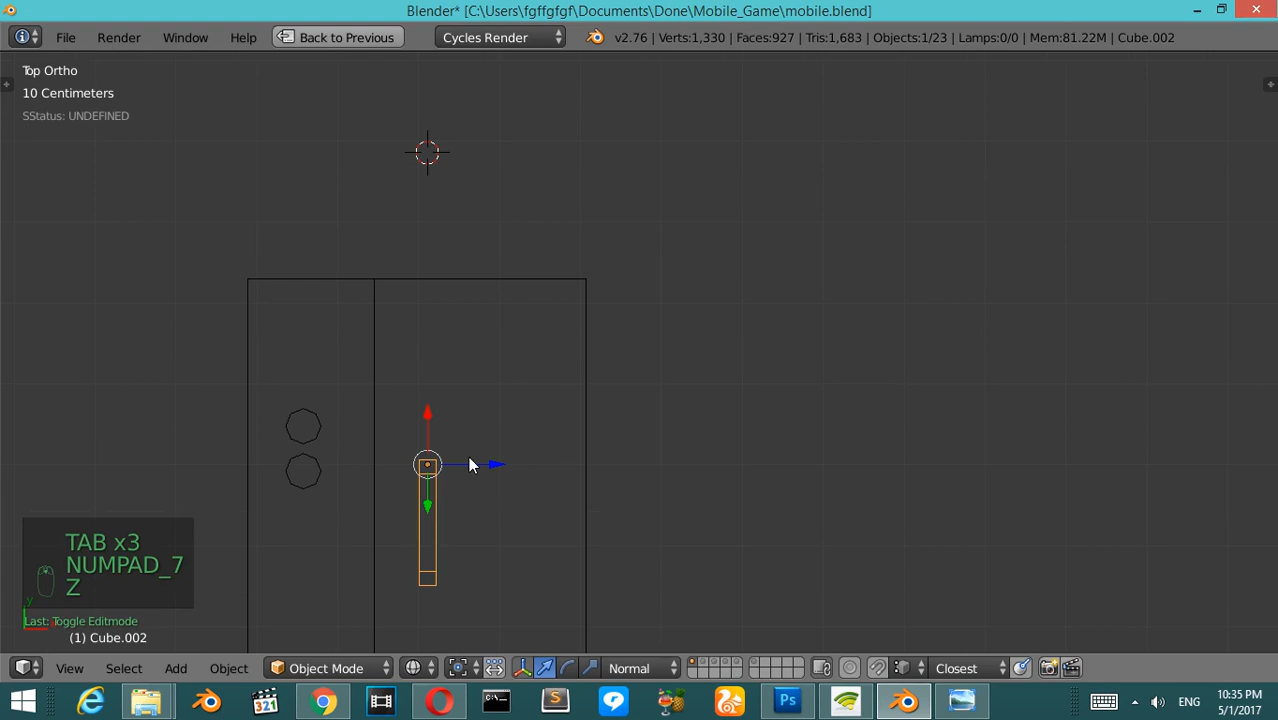 Blender* [C:\Users\fgffgfgf\Documents\Done\Mobile_Game\mobile.blend]
File Render Window Help Back to Previous Cycles Render v2.76 | Verts:1,330 | Faces:927 | Tris:1,683 | Objects:1/23 | Lamps:0/0 | Mem:81.22M | Cube.002
Top Ortho
10 Centimeters
SStatus: UNDEFINED
TAB x3
NUMPAD_7
Z
Last: Toggle Editmode
(1) Cube.002
View Select Add Object Object Mode Normal Closest
321 S Ps ENG
10:35 PM
5/1/2017